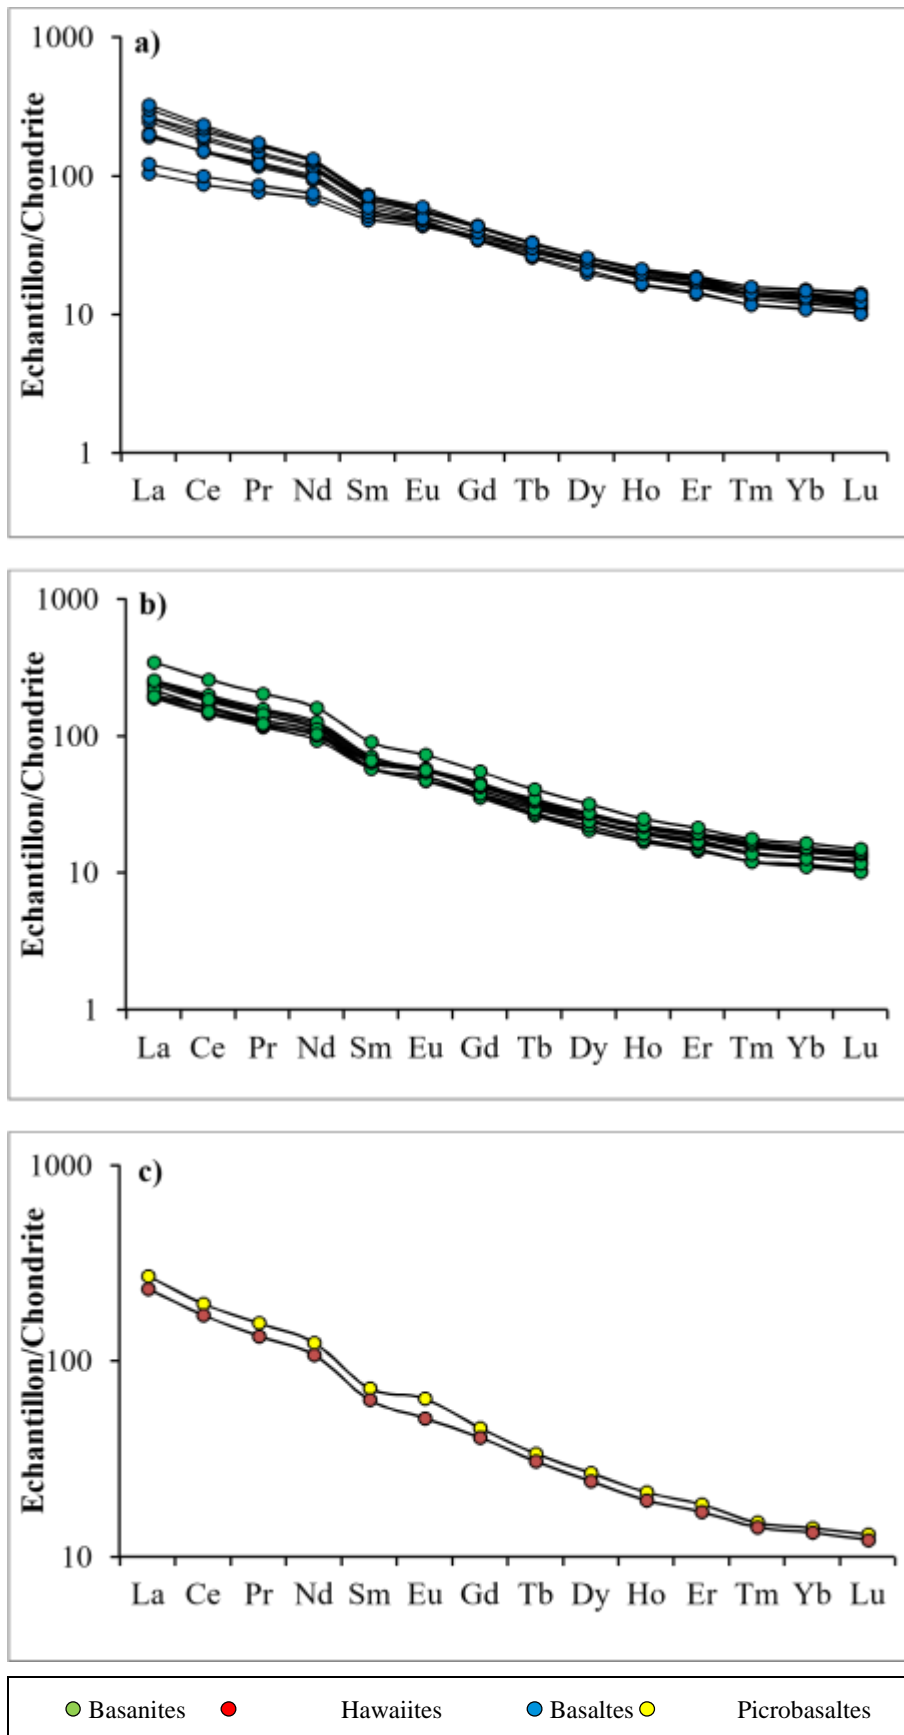 a)
1000
100
10
1
Echantillon/Chondrite
La Ce Pr Nd Sm Eu Gd Tb Dy Ho Er Tm Yb Lu
b)
1000
100
10
1
Echantillon/Chondrite
La Ce Pr Nd Sm Eu Gd Tb Dy Ho Er Tm Yb Lu
c)
1000
100
10
Echantillon/Chondrite
La Ce Pr Nd Sm Eu Gd Tb Dy Ho Er Tm Yb Lu
Basanites Hawaiites Basaltes Picrobasaltes